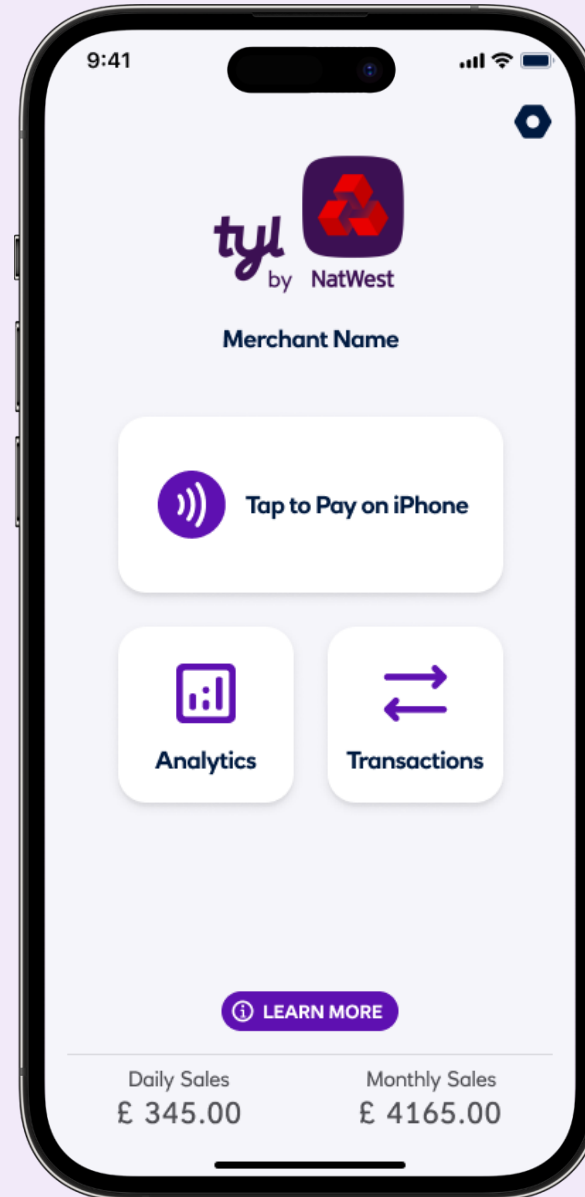 9:41
tyl
by NatWest
Merchant Name
Tap to Pay on iPhone
Analytics Transactions
LEARN MORE
Daily Sales Monthly Sales
£ 345.00 £ 4165.00